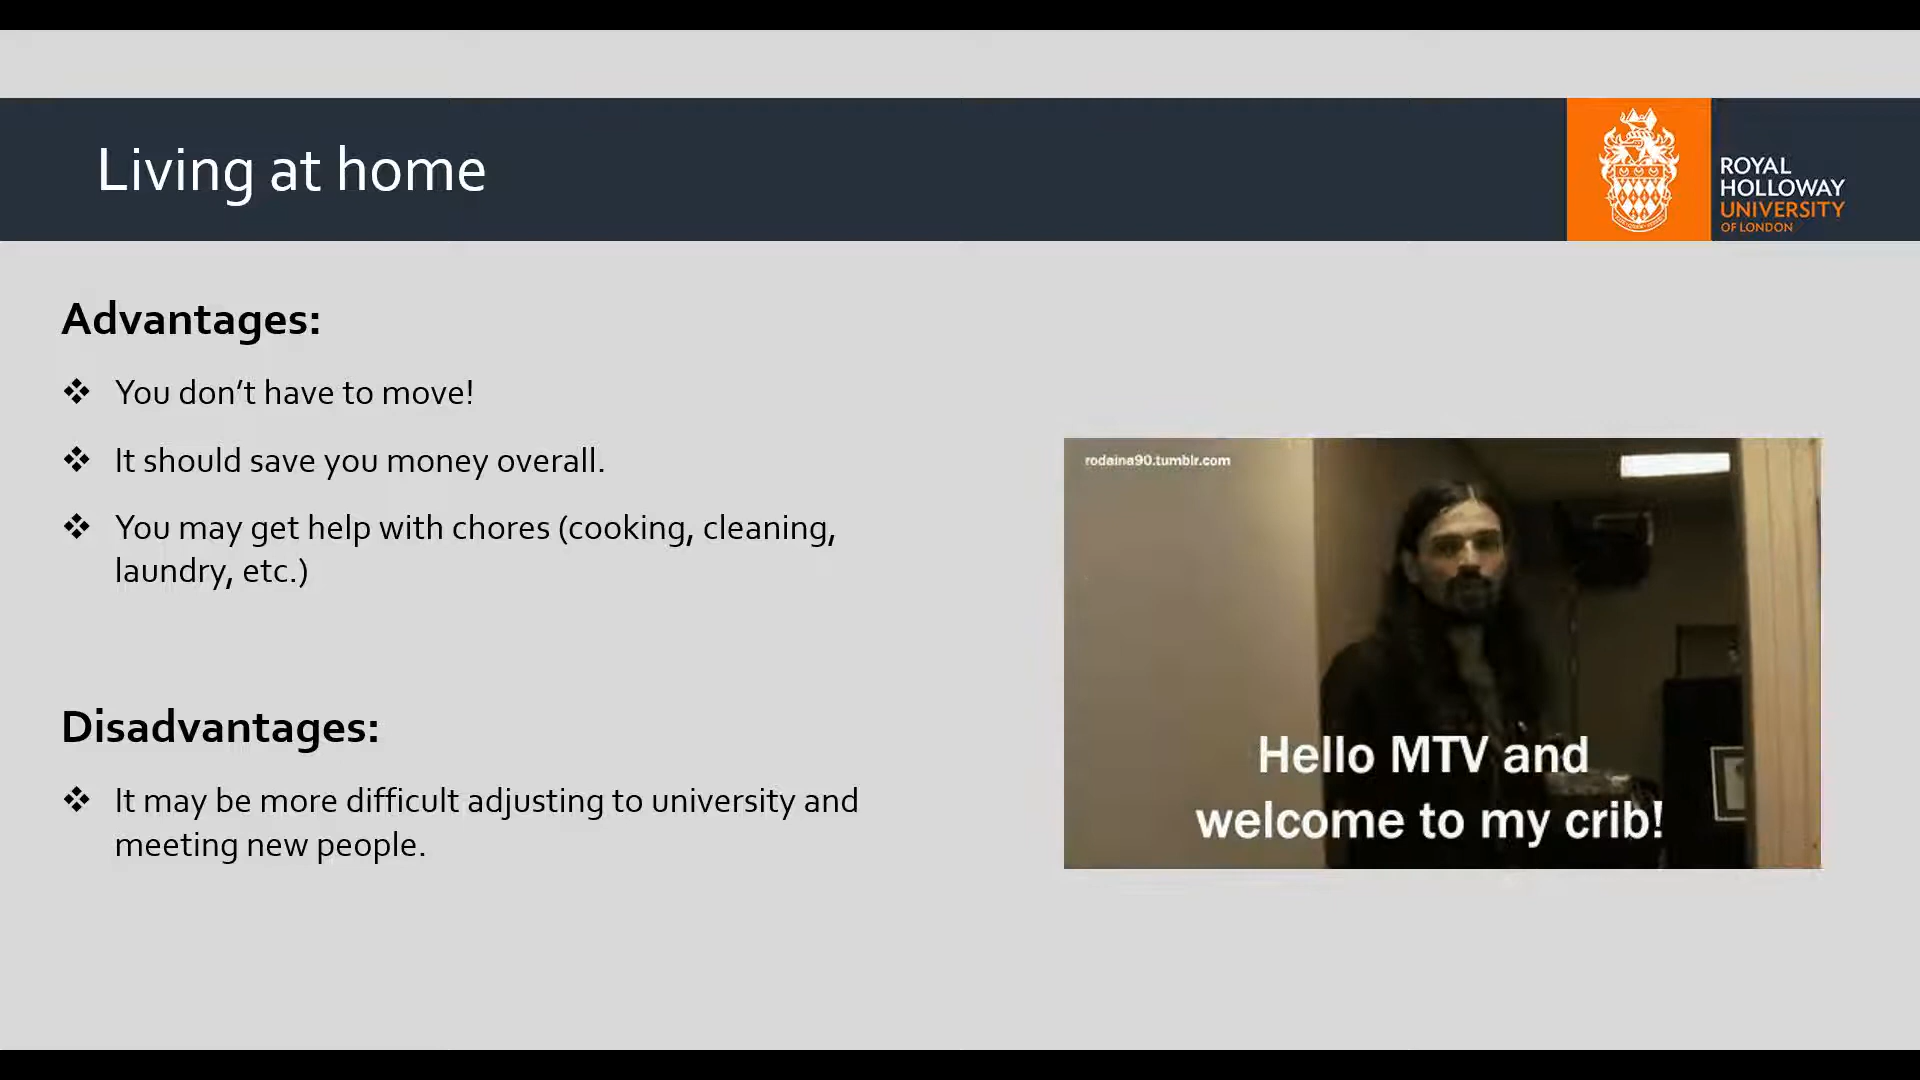 Living at home
ROYAL
HOLLOWAY
UNIVERSITY
OF LONDON
Advantages:
❖ You don’t have to move!
❖ It should save you money overall.
❖ You may get help with chores (cooking, cleaning,
laundry, etc.)
Disadvantages:
❖ It may be more difficult adjusting to university and
meeting new people.
rodaina90.tumblr.com
Hello MTV and
welcome to my crib!